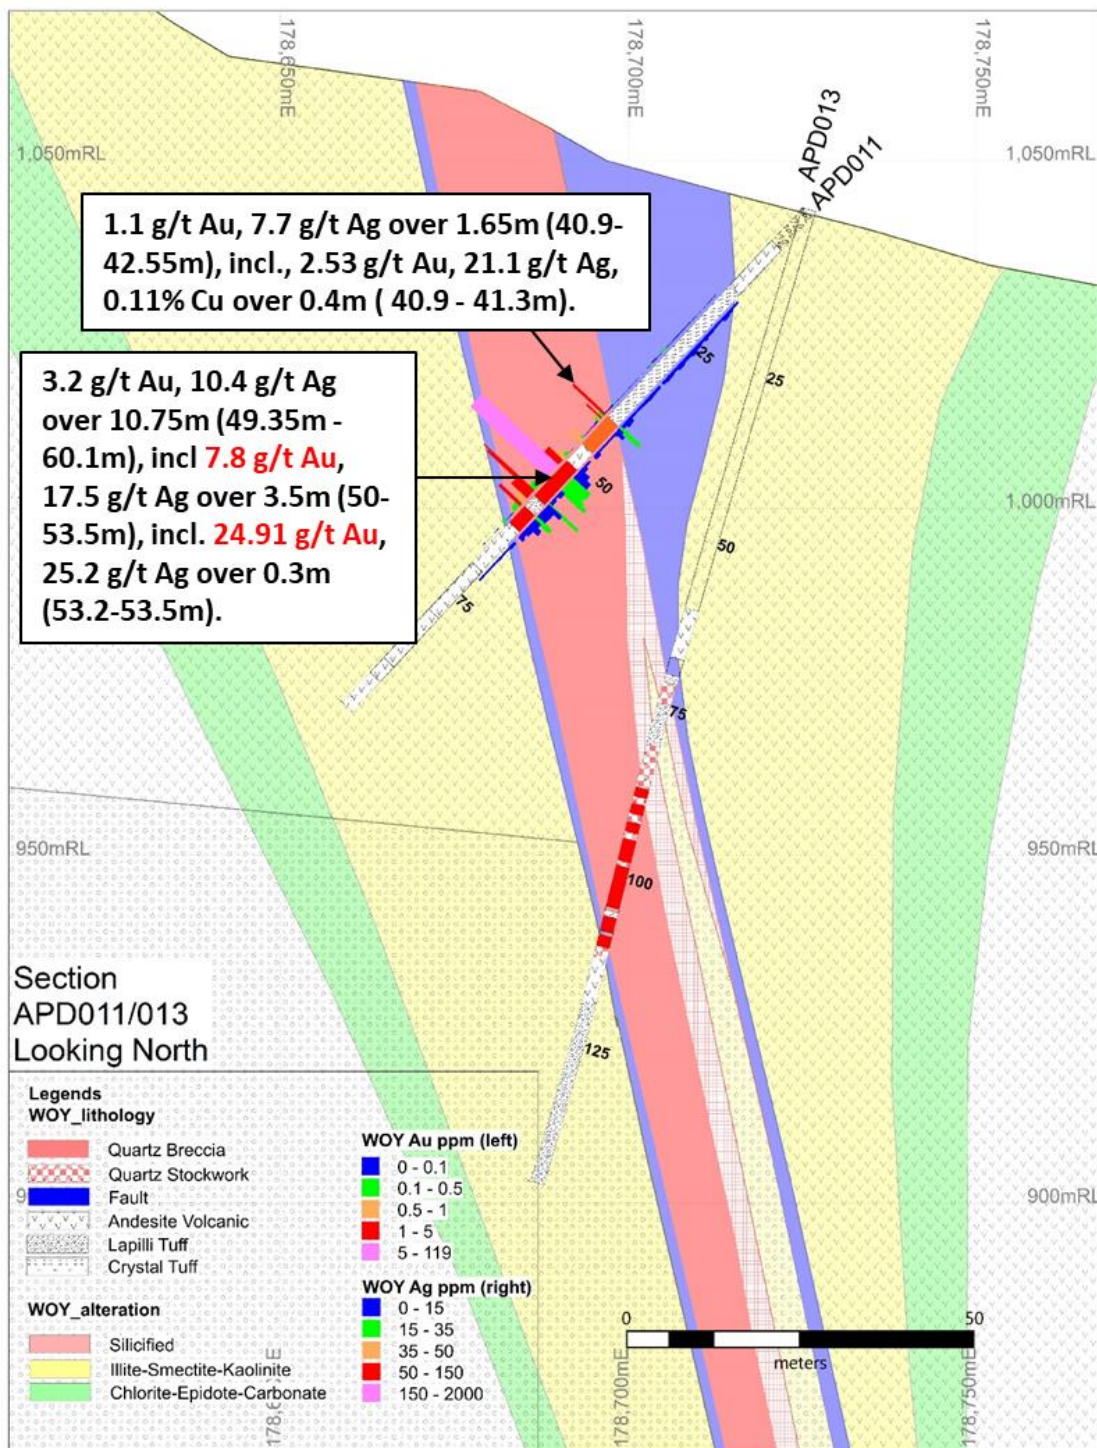 178,650mE
178,700mE
178,750mE
1,050mRL
1,050mRL
APD013
APD011
1.1 g/t Au, 7.7 g/t Ag over 1.65m (40.9-
42.55m), incl., 2.53 g/t Au, 21.1 g/t Ag,
0.11% Cu over 0.4m ( 40.9 - 41.3m).
25
25
3.2 g/t Au, 10.4 g/t Ag
over 10.75m (49.35m -
60.1m), incl 7.8 g/t Au,
17.5 g/t Ag over 3.5m (50-
53.5m), incl. 24.91 g/t Au,
25.2 g/t Ag over 0.3m
(53.2-53.5m).
50
1,000mRL
50
75
75
950mRL
950mRL
100
125
Section
APD011/013
Looking North
Legends
WOY_lithology
Quartz Breccia
Quartz Stockwork
Fault
Andesite Volcanic
Lapilli Tuff
Crystal Tuff
WOY_alteration
Silicified
Illite-Smectite-Kaolinite
Chlorite-Epidote-Carbonate
WOY Au ppm (left)
0 - 0.1
0.1 - 0.5
0.5 - 1
1 - 5
5 - 119
WOY Ag ppm (right)
0 - 15
15 - 35
35 - 50
50 - 150
150 - 2000
900mRL
0
50
meters
178,700mE
178,750mE